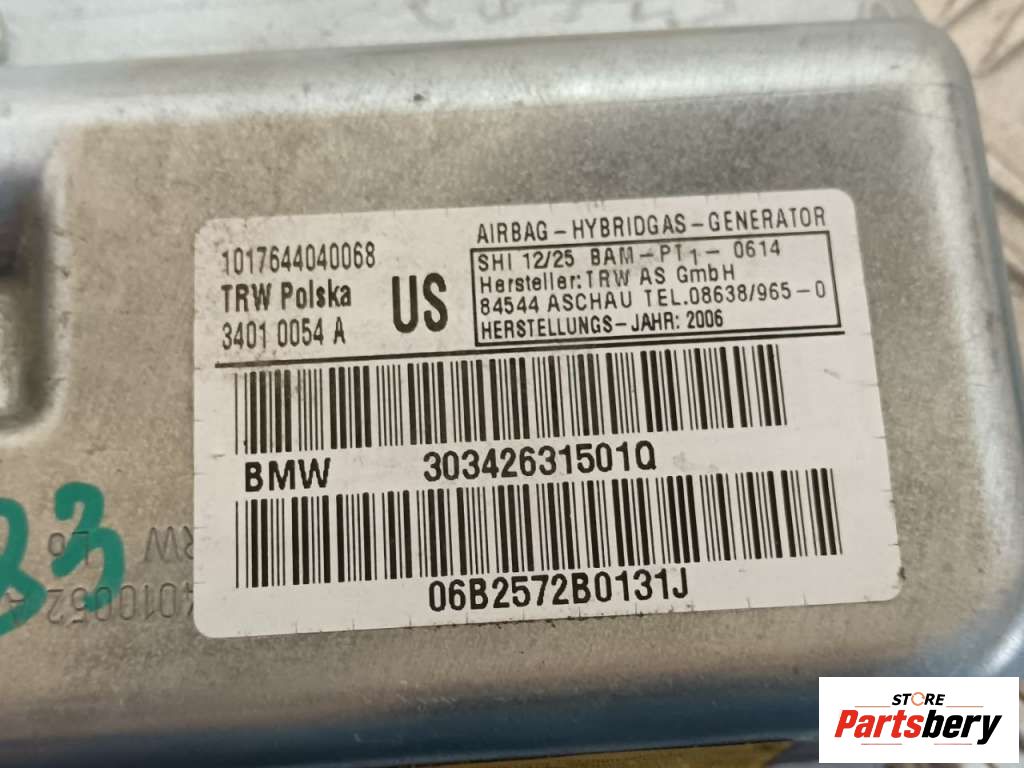 1017644040068
TRW Polska
3401 0054 A
US
AIRBAG-HYBRIDGAS-GENERATOR
SHI 12/25 BAM-PT1-0614
Hersteller: TRW AS GmbH
84544 ASCHAU TEL.08638/965-0
HERSTELLUNGS-JAHR: 2006
BMW 30342631501Q
06B2572B0131J
STORE
Partsbery